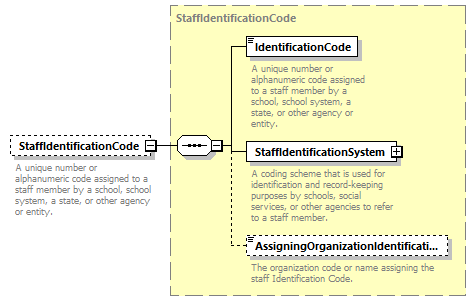 StaffIdentificationCode
IdentificationCode
A unique number or
alphanumeric code assigned
to a staff member by a
school, school system, a
state, or other agency or
entity.
StaffIdentificationCode
A unique number or
alphanumeric code assigned to a
staff member by a school, school
system, a state, or other agency
or entity.
StaffIdentificationSystem
A coding scheme that is used for
identification and record-keeping
purposes by schools, social
services, or other agencies to refer
to a staff member.
AssigningOrganizationIdentificati...
The organization code or name assigning the
staff Identification Code.